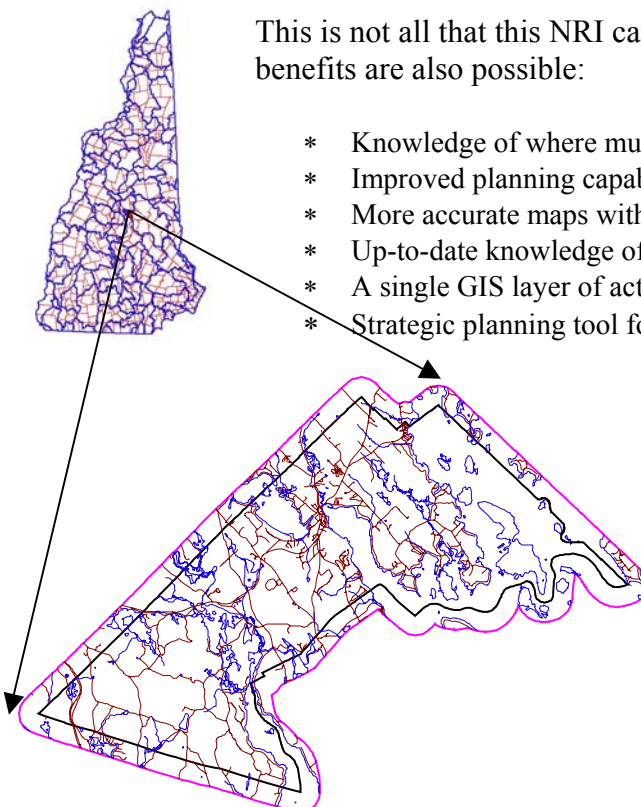 This is not all that this NRI ca
benefits are also possible:
* Knowledge of where mu
* Improved planning capab
* More accurate maps with
* Up-to-date knowledge of
* A single GIS layer of act
* Strategic planning tool fo